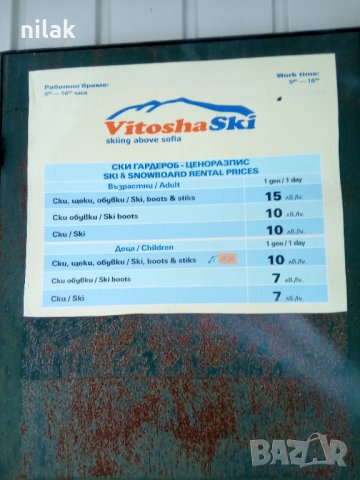 nilak
Работно време:
9⁰⁰ — 16⁰⁰ часа
Work time:
9⁰⁰ — 16⁰⁰
VitoshaSki
skiing above sofia
СКИ ГАРДЕРОБ - ЦЕНОРАЗПИС
SKI & SNOWBOARD RENTAL PRICES
Възрастни / Adult 1 ден / 1 day
Ски, щеки, обувки / Ski, boots & stiks 15 лв./lv.
Ски обувки / Ski boots 10 лв./lv.
Ски / Ski 10 лв./lv.
Деца / Children 1 ден / 1 day
Ски, щеки, обувки / Ski, boots & stiks 10 лв./lv.
Ски обувки / Ski boots 7 лв./lv.
Ски / Ski 7 лв./lv.
BAZAR